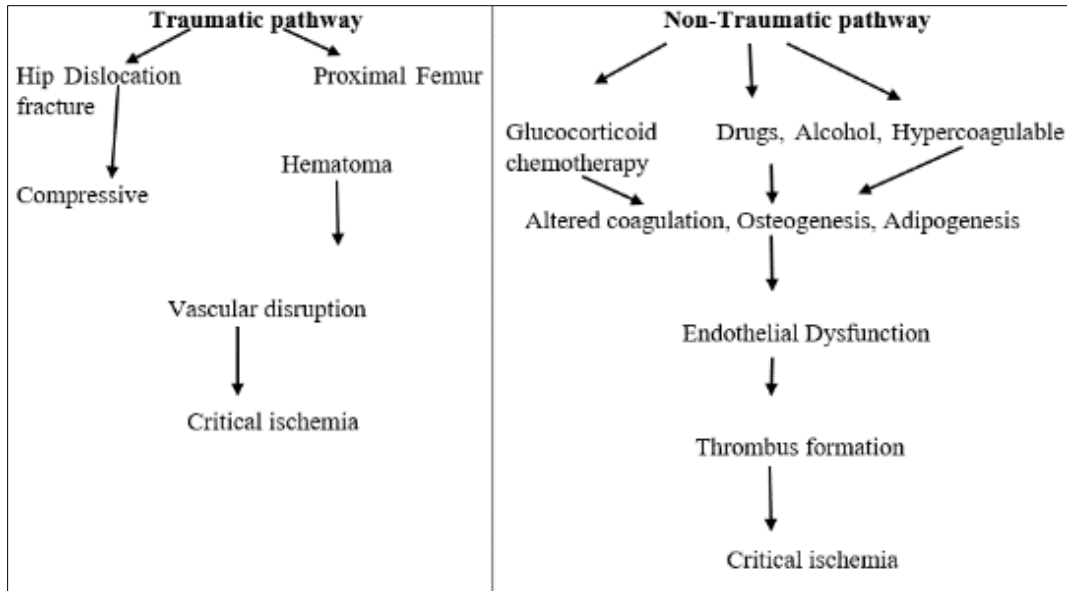 Traumatic pathway
Hip Dislocation Proximal Femur
fracture
Hematoma
Compressive
Vascular disruption
Critical ischemia
Non-Traumatic pathway
Glucocorticoid Drugs, Alcohol, Hypercoagulable
chemotherapy
Altered coagulation, Osteogenesis, Adipogenesis
Endothelial Dysfunction
Thrombus formation
Critical ischemia